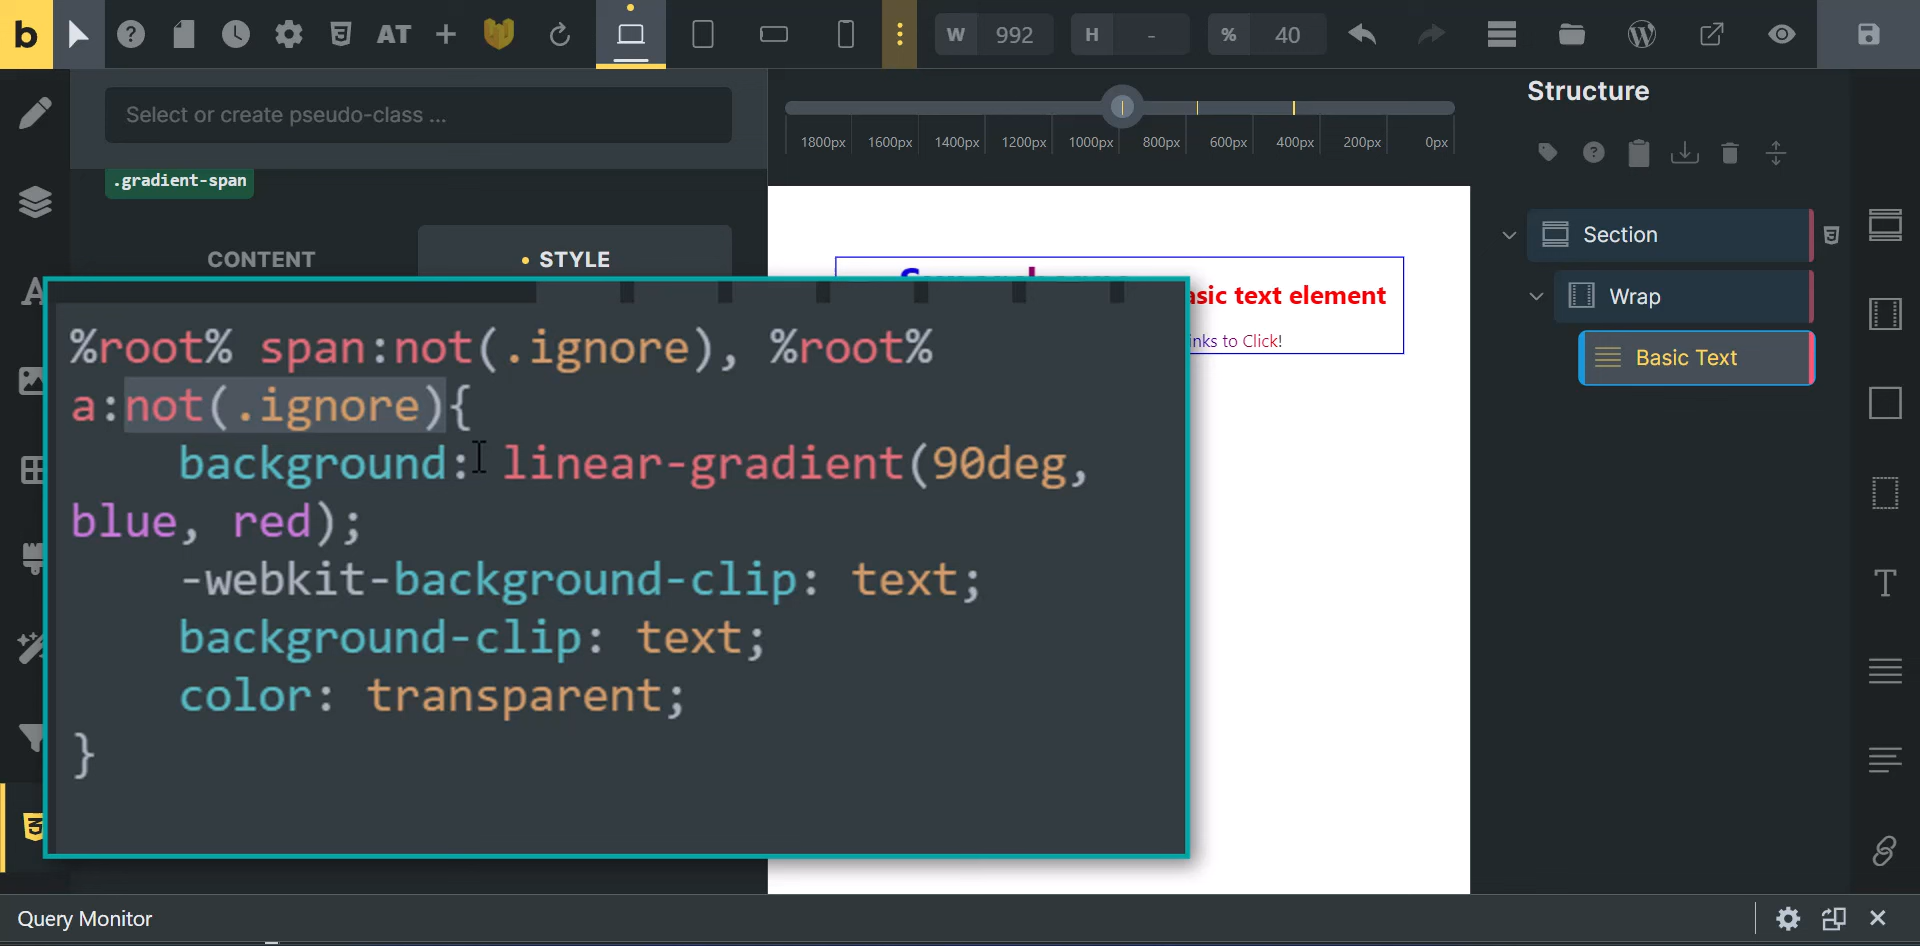 b
AT
W 992
H -
% 40
Select or create pseudo-class ...
.gradient-span
CONTENT
STYLE
1800px 1600px 1400px 1200px 1000px 800px 600px 400px 200px 0px
asic text element
inks to Click!
%root% span:not(.ignore), %root%
a:not(.ignore){
background: linear-gradient(90deg,
blue, red);
-webkit-background-clip: text;
background-clip: text;
color: transparent;
}
Structure
Section
Wrap
Basic Text
Query Monitor